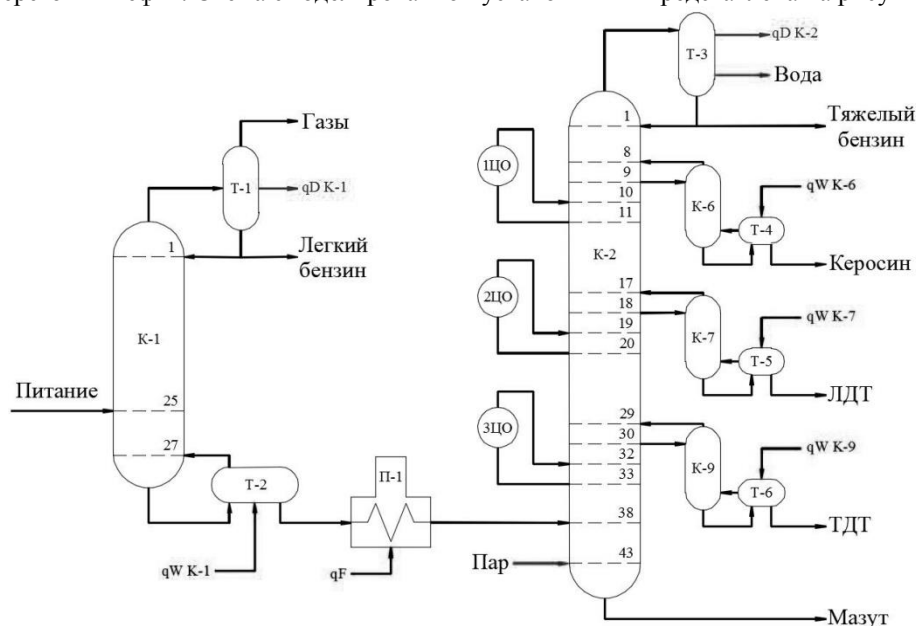 qD К-2
Т-3
Вода
Газы
1
Тяжелый
бензин
8
1ЦО
9
qW К-6
Т-1
qD К-1
10
К-6
11
Т-4
1
Легкий
бензин
К-2
Керосин
17
2ЦО
18
qW К-7
К-1
19
К-7
20
Т-5
Питание
ЛДТ
25
29
27
3ЦО
30
qW К-9
П-1
32
К-9
Т-2
33
Т-6
38
ТДТ
qW К-1
qF
Пар
43
Мазут